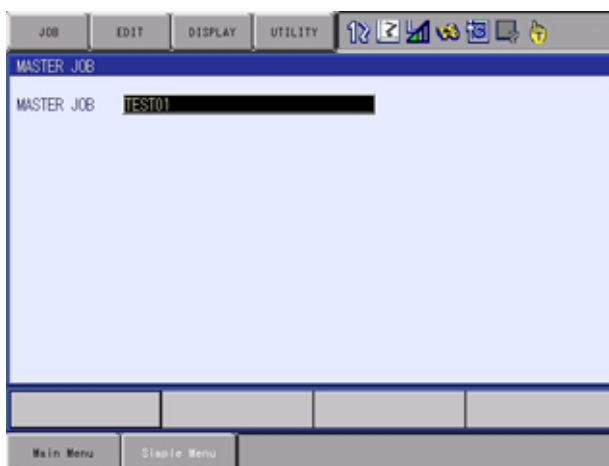 JOB EDIT DISPLAY UTILITY
MASTER JOB
MASTER JOB TEST01
Main Menu Simple Menu